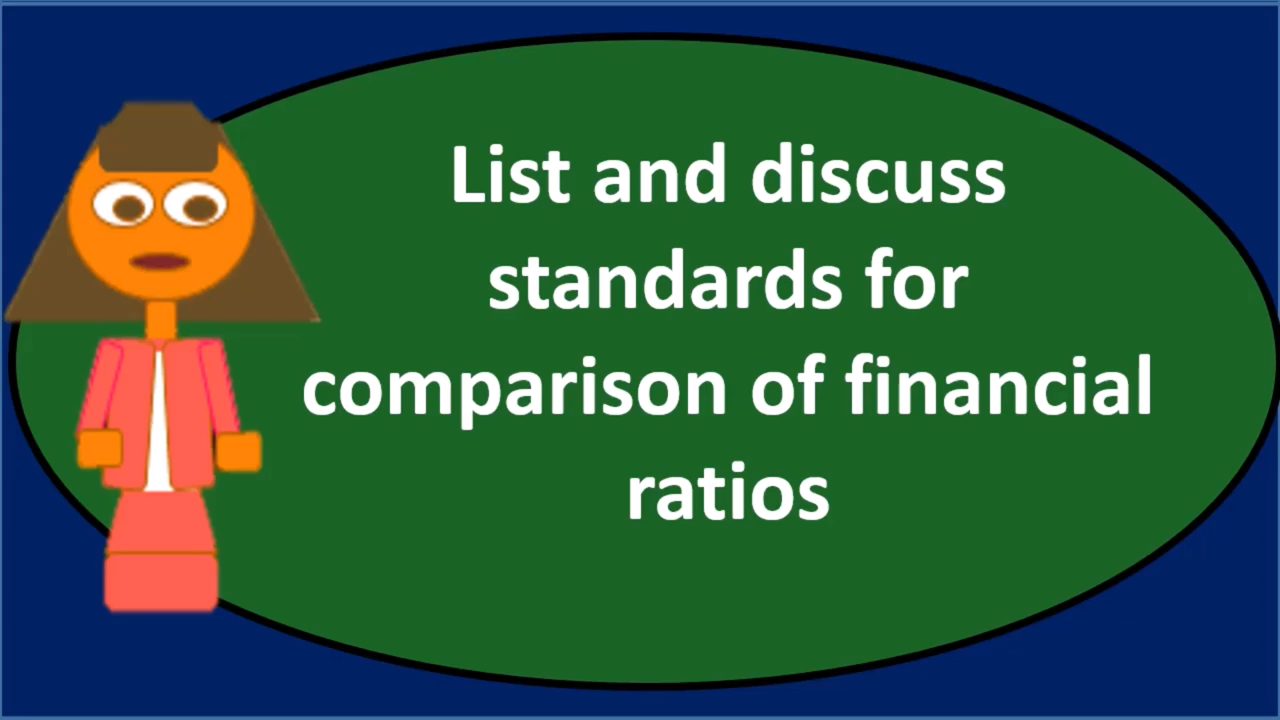 List and discuss
standards for
comparison of financial
ratios